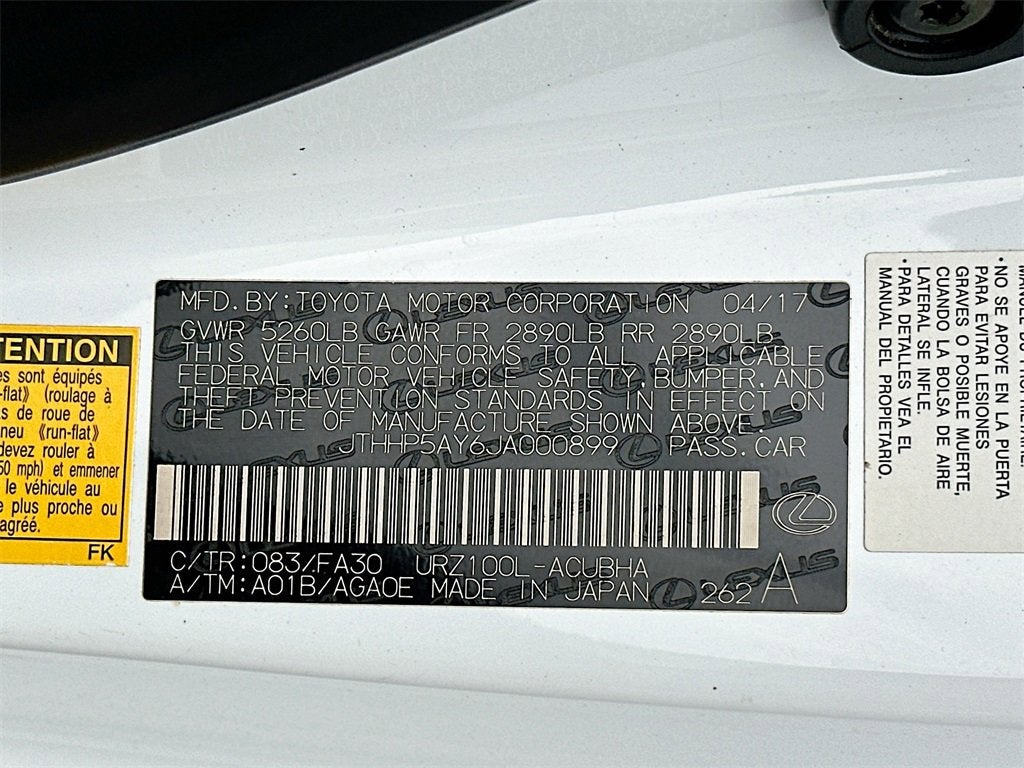 MFD.BY:TOYOTA MOTOR CORPORATION 04/17
GVWR 5260LB GAWR FR 2890LB RR 2890LB
THIS VEHICLE CONFORMS TO ALL APPLICABLE
FEDERAL MOTOR VEHICLE SAFETY,BUMPER,AND
THEFT PREVENTION STANDARDS IN EFFECT ON
THE DATE OF MANUFACTURE SHOWN ABOVE.
JTHHP5AY6JA000899 PASS.CAR
C/TR:083/FA30 URZ100L-ACUBHA
A/TM:A01B/AGA0E MADE IN JAPAN 262 A
LEXUS
TENTION
es sont équipés
n-flat» (roulage à
as de roue de
neu «run-flat»
devez rouler à
50 mph) et emmener
le véhicule au
e plus proche ou
agréé.
FK
• NO SE APOYE EN LA PUERTA
PARA EVITAR LESIONES
GRAVES O POSIBLE MUERTE,
CUANDO LA BOLSA DE AIRE
LATERAL SE INFLE.
• PARA DETALLES VEA EL
MANUAL DEL PROPIETARIO.